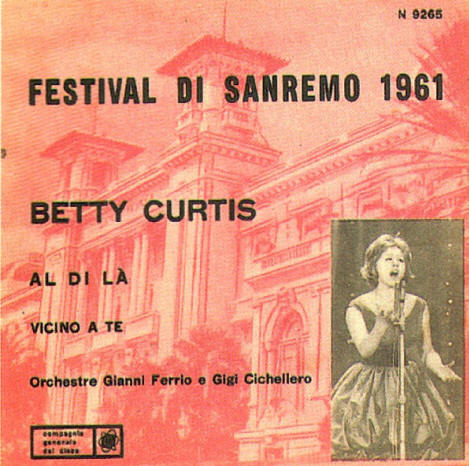 N 9265
FESTIVAL DI SANREMO 1961
BETTY CURTIS
AL DI LÀ
VICINO A TE
Orchestre Gianni Ferrio e Gigi Cichellero
compagnia
generale
del disco